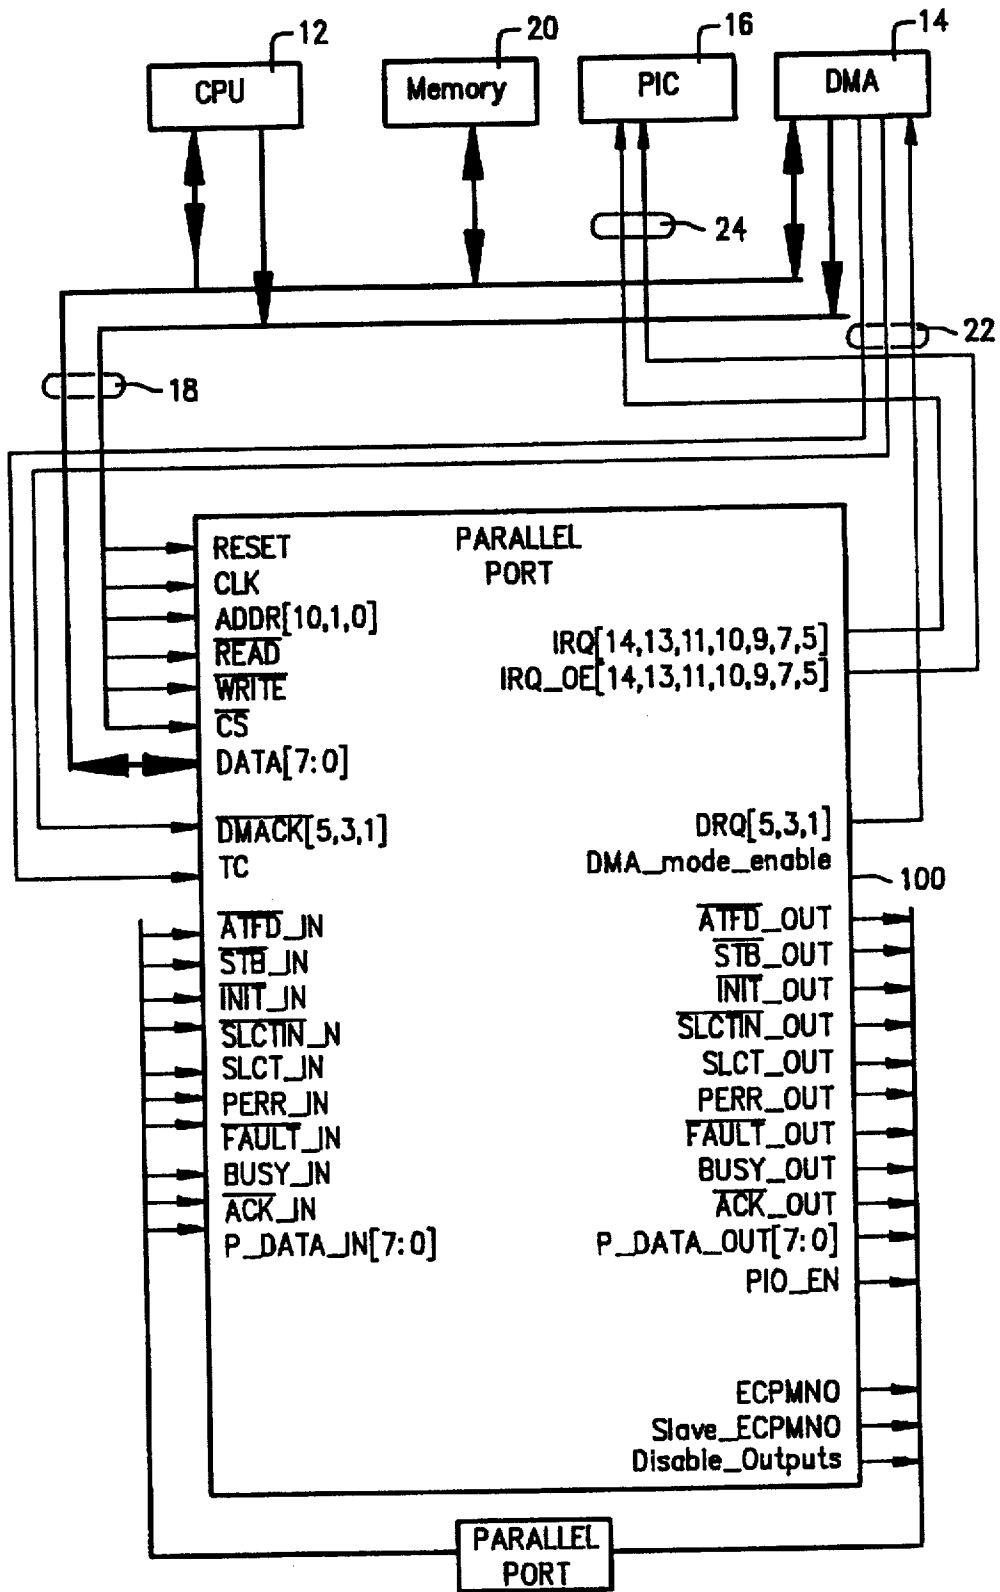 12
20
16
14
CPU
Memory
PIC
DMA
24
22
18
PARALLEL
PORT
RESET
CLK
ADDR[10,1,0]
READ
WRITE
CS
DATA[7:0]
IRQ[14,13,11,10,9,7,5]
IRQ_OE[14,13,11,10,9,7,5]
DMACK[5,3,1]
TC
DRQ[5,3,1]
DMA_mode_enable
100
ATFD_IN
STB_IN
INIT_IN
SLCTIN_N
SLCT_IN
PERR_IN
FAULT_IN
BUSY_IN
ACK_IN
P_DATA_IN[7:0]
ATFD_OUT
STB_OUT
INIT_OUT
SLCTIN_OUT
SLCT_OUT
PERR_OUT
FAULT_OUT
BUSY_OUT
ACK_OUT
P_DATA_OUT[7:0]
PIO_EN
ECPMNO
Slave_ECPMNO
Disable_Outputs
PARALLEL
PORT